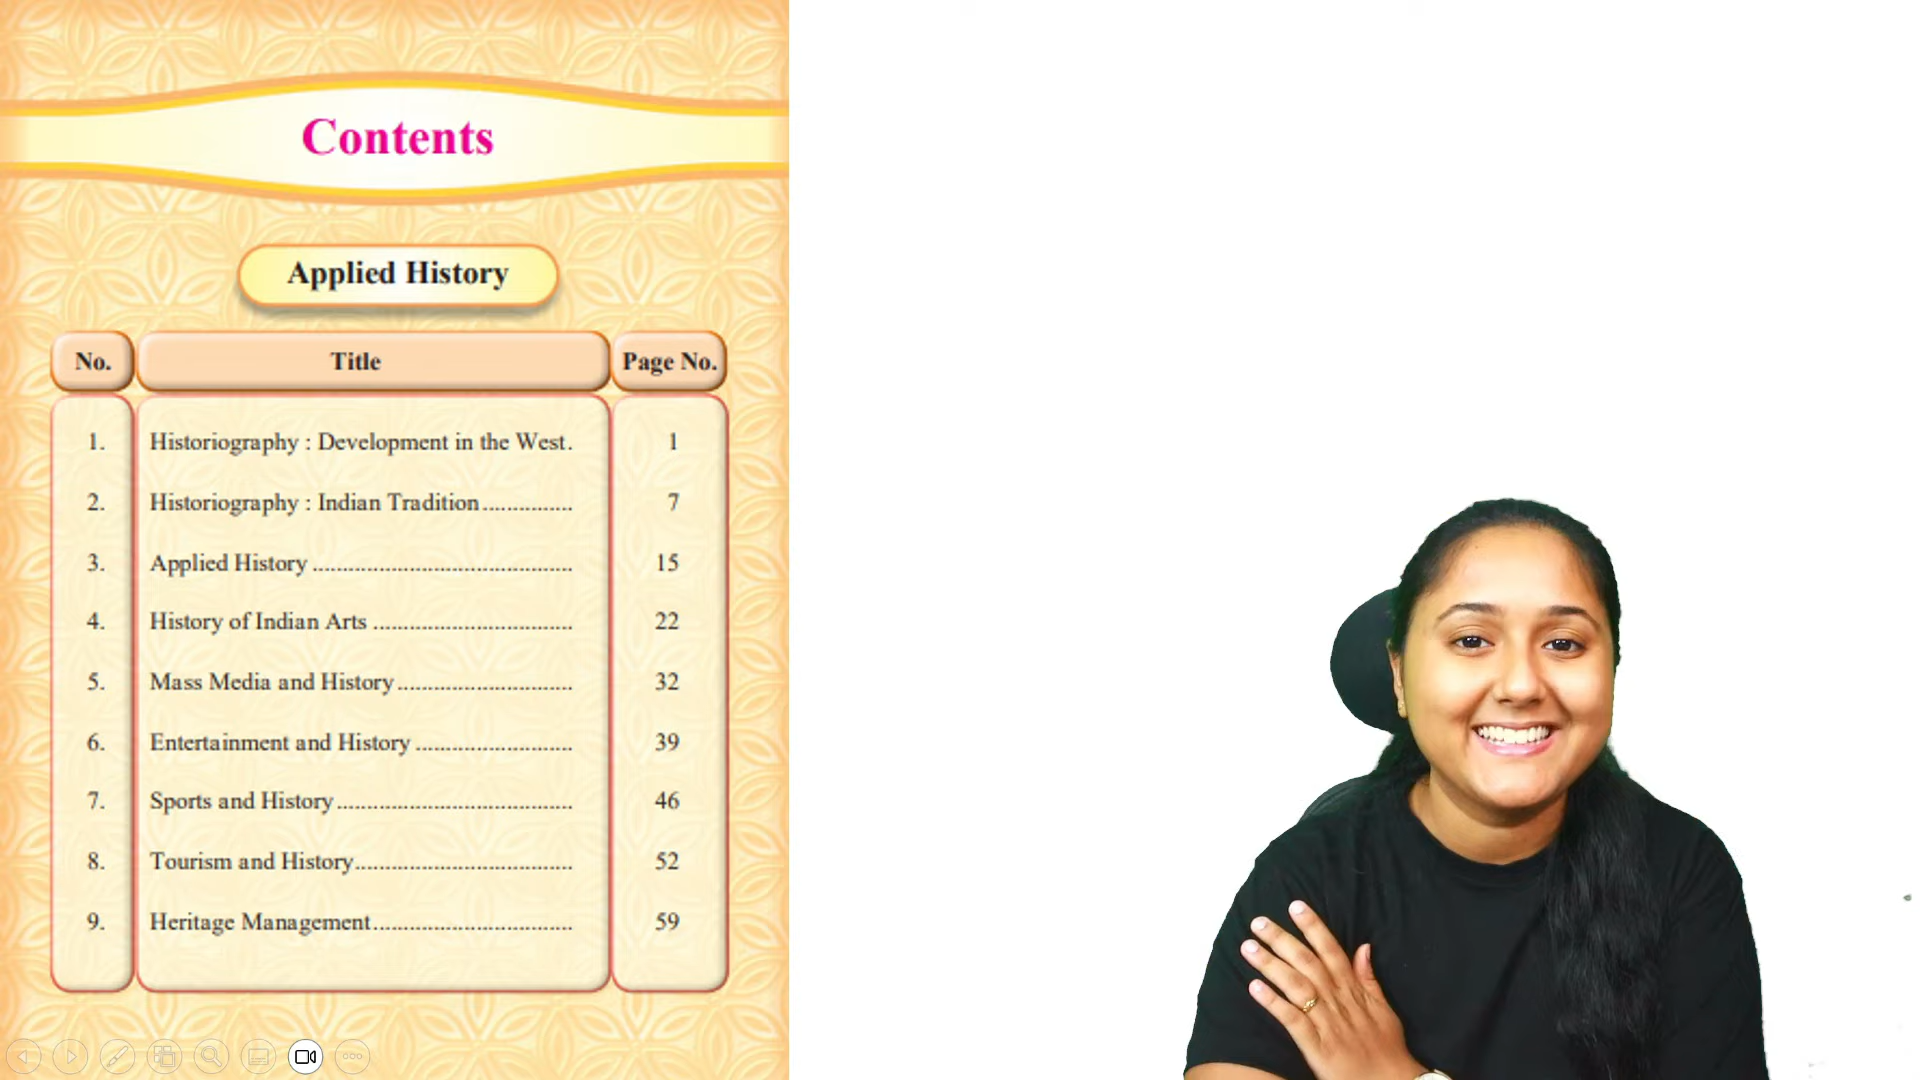 Contents
Applied History
No. Title Page No.
1. Historiography : Development in the West. 1
2. Historiography : Indian Tradition............... 7
3. Applied History ........................................... 15
4. History of Indian Arts ................................. 22
5. Mass Media and History............................. 32
6. Entertainment and History .......................... 39
7. Sports and History....................................... 46
8. Tourism and History.................................... 52
9. Heritage Management................................. 59